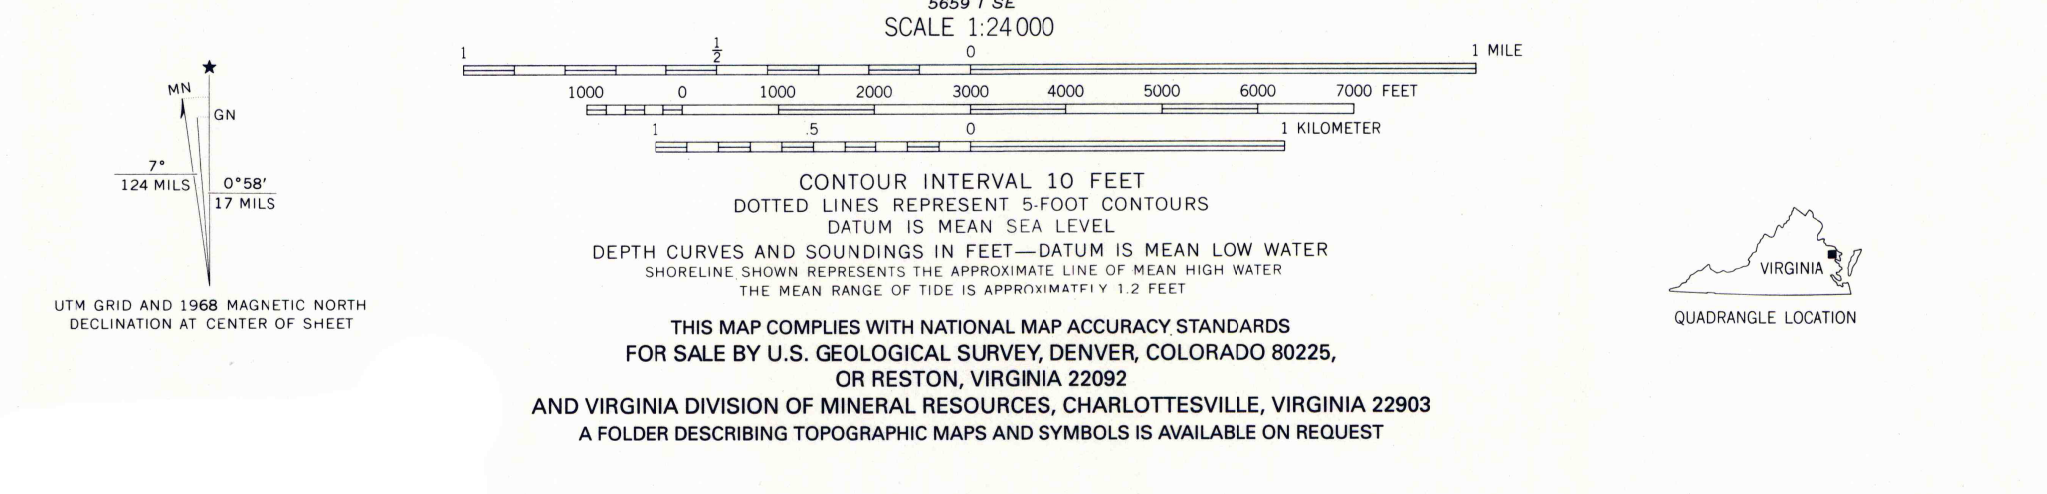 5659 I SE
SCALE 1:24 000
1 1/2 0 1 MILE
1000 0 1000 2000 3000 4000 5000 6000 7000 FEET
1 .5 0 1 KILOMETER
MN
GN
7°
124 MILS
0°58'
17 MILS
UTM GRID AND 1968 MAGNETIC NORTH
DECLINATION AT CENTER OF SHEET
CONTOUR INTERVAL 10 FEET
DOTTED LINES REPRESENT 5-FOOT CONTOURS
DATUM IS MEAN SEA LEVEL
DEPTH CURVES AND SOUNDINGS IN FEET—DATUM IS MEAN LOW WATER
SHORELINE SHOWN REPRESENTS THE APPROXIMATE LINE OF MEAN HIGH WATER
THE MEAN RANGE OF TIDE IS APPROXIMATELY 1.2 FEET
THIS MAP COMPLIES WITH NATIONAL MAP ACCURACY STANDARDS
FOR SALE BY U.S. GEOLOGICAL SURVEY, DENVER, COLORADO 80225,
OR RESTON, VIRGINIA 22092
AND VIRGINIA DIVISION OF MINERAL RESOURCES, CHARLOTTESVILLE, VIRGINIA 22903
A FOLDER DESCRIBING TOPOGRAPHIC MAPS AND SYMBOLS IS AVAILABLE ON REQUEST
VIRGINIA
QUADRANGLE LOCATION